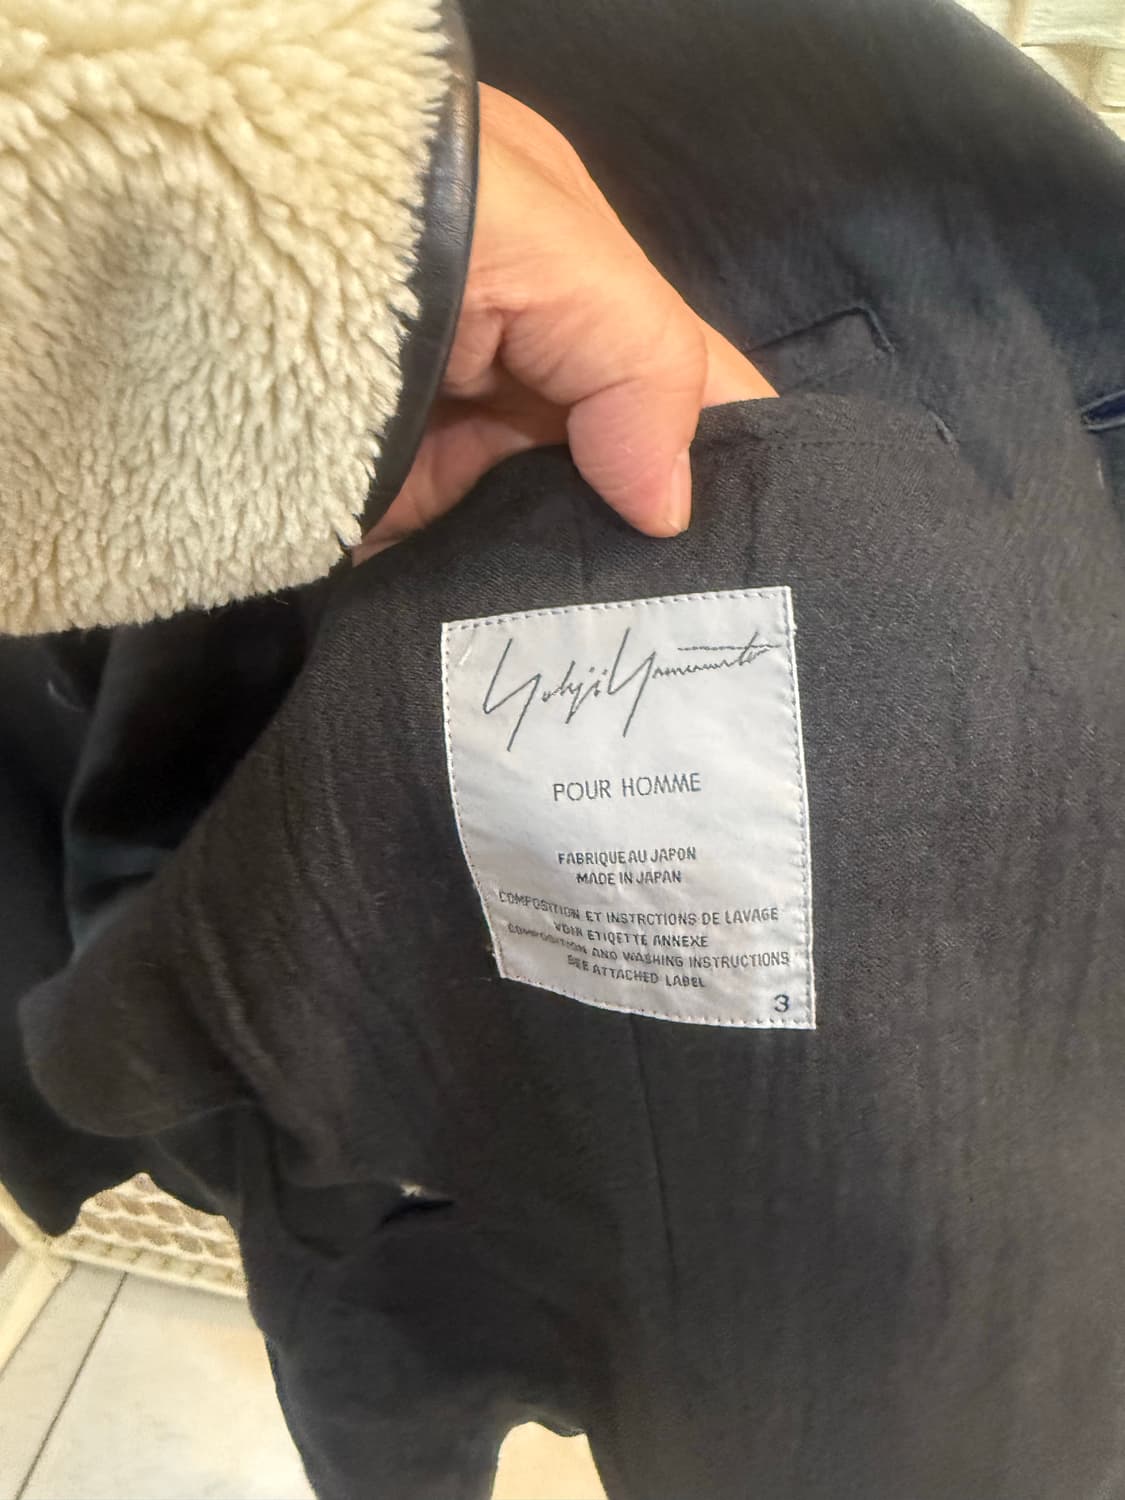 Yohji Yamamoto
POUR HOMME
FABRIQUE AU JAPON
MADE IN JAPAN
COMPOSITION ET INSTRCTIONS DE LAVAGE
VOIR ETIQETTE ANNEXE
COMPOSITION AND WASHING INSTRUCTIONS
SEE ATTACHED LABEL
3